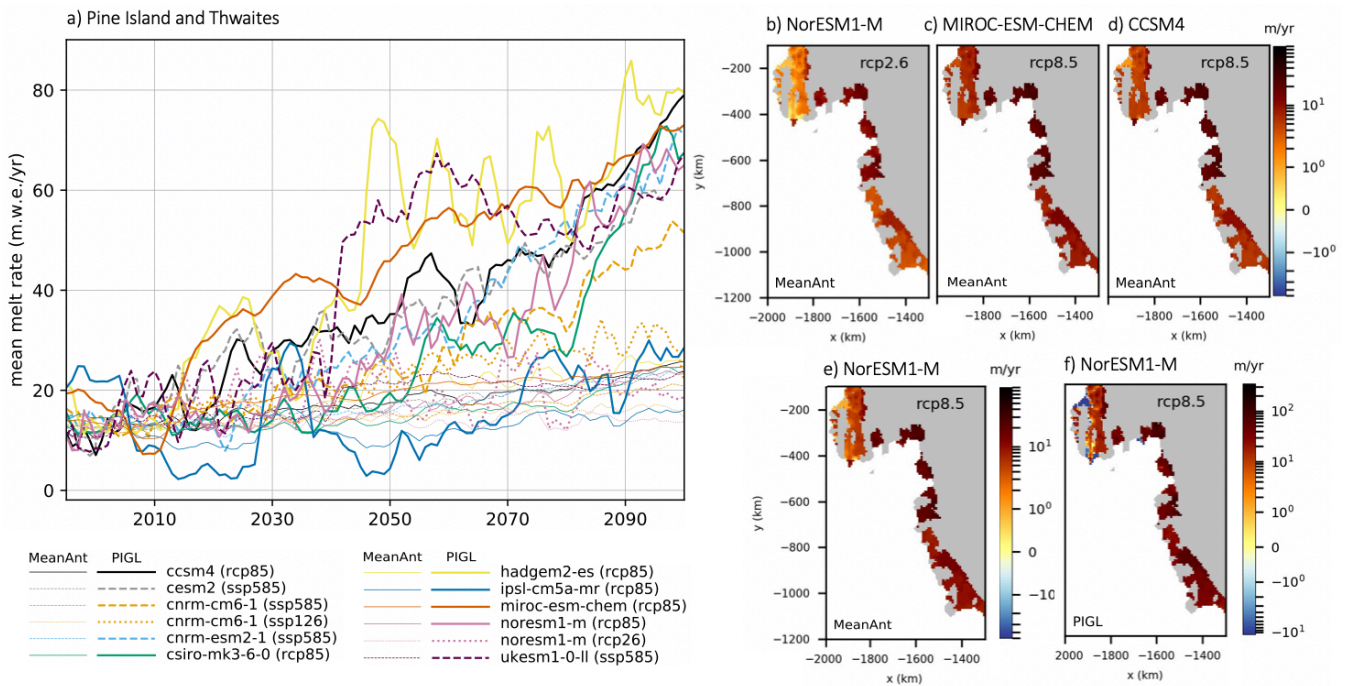 a) Pine Island and Thwaites
mean melt rate (m.w.e./yr)
80
60
40
20
0
2010
2030
2050
2070
2090
MeanAnt PIGL
ccsm4 (rcp85)
cesm2 (ssp585)
cnrm-cm6-1 (ssp585)
cnrm-cm6-1 (ssp126)
cnrm-esm2-1 (ssp585)
csiro-mk3-6-0 (rcp85)
MeanAnt PIGL
hadgem2-es (rcp85)
ipsl-cm5a-mr (rcp85)
miroc-esm-chem (rcp85)
noresm1-m (rcp85)
noresm1-m (rcp26)
ukesm1-0-ll (ssp585)
b) NorESM1-M
rcp2.6
MeanAnt
y (km)
−200
−400
−600
−800
−1000
−1200
−2000 −1800 −1600 −1400
x (km)
c) MIROC-ESM-CHEM
rcp8.5
MeanAnt
−1800 −1600 −1400
x (km)
d) CCSM4
rcp8.5
MeanAnt
−1800 −1600 −1400
x (km)
m/yr
10¹
10⁰
0
−10⁰
e) NorESM1-M
rcp8.5
MeanAnt
y (km)
−200
−400
−600
−800
−1000
−1200
−2000 −1800 −1600 −1400
x (km)
m/yr
10¹
10⁰
0
−10
f) NorESM1-M
rcp8.5
PIGL
2000 −1800 −1600 −1400
x (km)
m/yr
10²
10¹
10⁰
0
−10⁰
−10¹